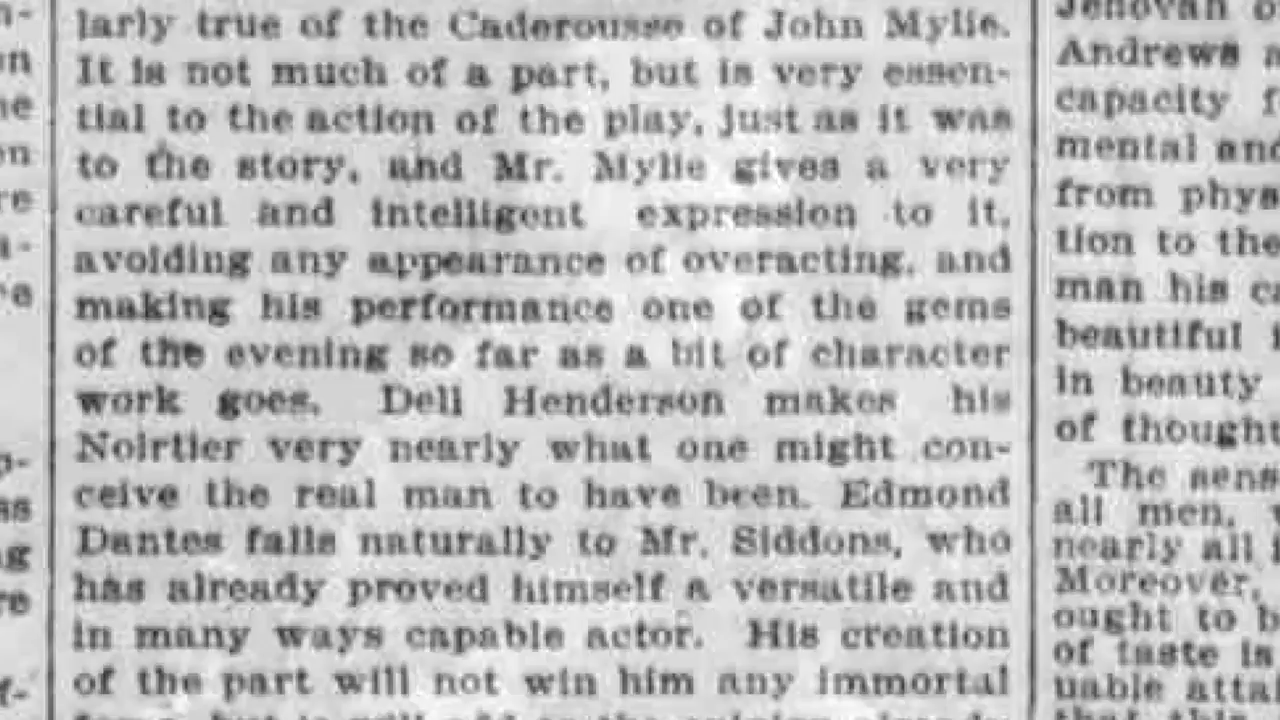 larly true of the Caderousse of John Mylie.
It is not much of a part, but is very essen-
tial to the action of the play, just as it was
to the story, and Mr. Mylie gives a very
careful and intelligent expression to it,
avoiding any appearance of overacting, and
making his performance one of the gems
of the evening so far as a bit of character
work goes. Dell Henderson makes his
Noirtier very nearly what one might con-
ceive the real man to have been. Edmond
Dantes falls naturally to Mr. Siddons, who
has already proved himself a versatile and
in many ways capable actor. His creation
of the part will not win him any immortal
Andrews
capacity
mental and
from
tion to the
man his
beautiful
in beauty
of thought
The
all men,
nearly all
Moreover,
ought to
of taste is